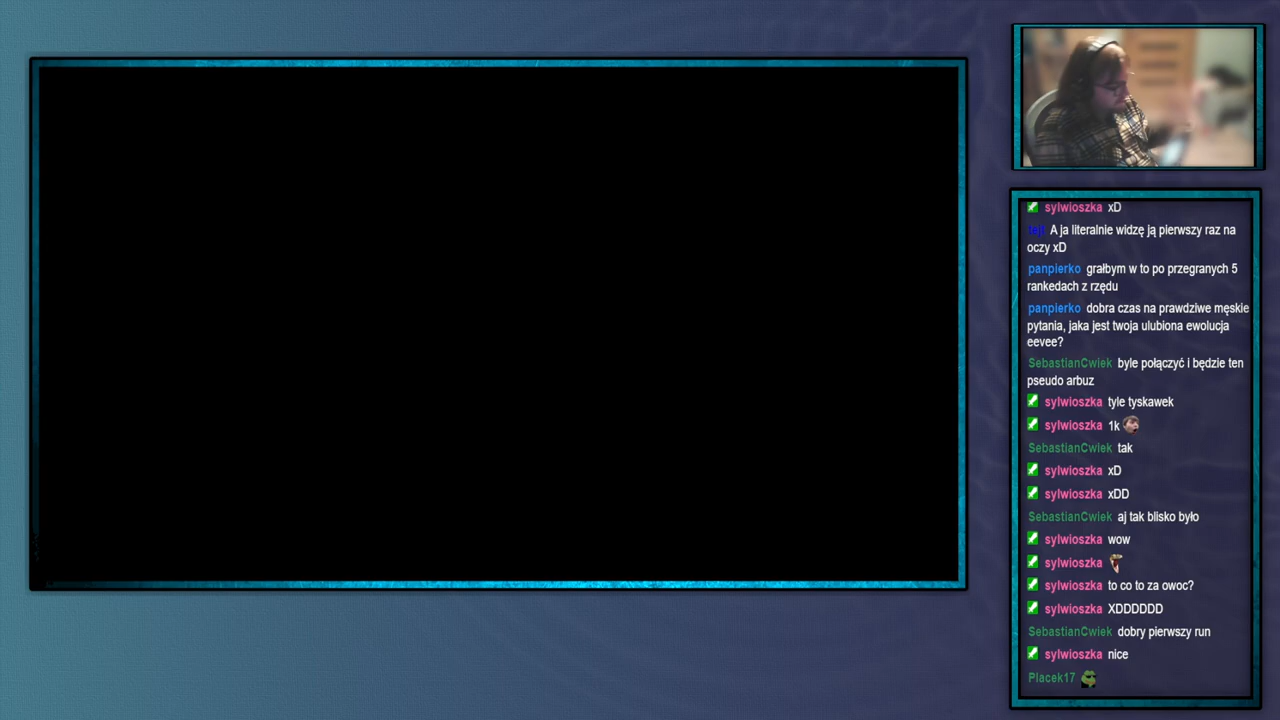 sylwioszka xD
A ja literalnie widzę ją pierwszy raz na
oczy xD
panpierko grałbym w to po przegranych 5
rankedach z rzędu
panpierko dobra czas na prawdziwe męskie
pytania, jaka jest twoja ulubiona ewolucja
eevee?
SebastianCwiek byle połączyć i będzie ten
pseudo arbuz
sylwioszka tyle tyskawek
sylwioszka 1k
SebastianCwiek tak
sylwioszka xD
sylwioszka xDD
SebastianCwiek aj tak blisko było
sylwioszka wow
sylwioszka
sylwioszka to co to za owoc?
sylwioszka XDDDDDD
SebastianCwiek dobry pierwszy run
sylwioszka nice
Placek17